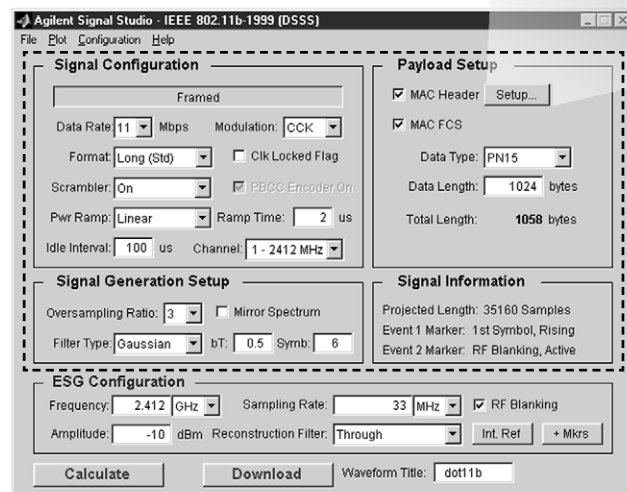 Agilent Signal Studio - IEEE 802.11b-1999 (DSSS)
File Plot Configuration Help
Signal Configuration
Framed
Data Rate: 11 Mbps Modulation: CCK
Format: Long (Std) Clk Locked Flag
Scrambler: On PBCC Encoder On
Pwr Ramp: Linear Ramp Time: 2 us
Idle Interval: 100 us Channel: 1 - 2412 MHz
Payload Setup
MAC Header Setup...
MAC FCS
Data Type: PN15
Data Length: 1024 bytes
Total Length: 1058 bytes
Signal Generation Setup
Oversampling Ratio: 3 Mirror Spectrum
Filter Type: Gaussian bT: 0.5 Symb: 6
Signal Information
Projected Length: 35160 Samples
Event 1 Marker: 1st Symbol, Rising
Event 2 Marker: RF Blanking, Active
ESG Configuration
Frequency: 2.412 GHz Sampling Rate: 33 MHz RF Blanking
Amplitude: -10 dBm Reconstruction Filter: Through Int. Ref + Mkrs
Calculate Download Waveform Title: dot11b